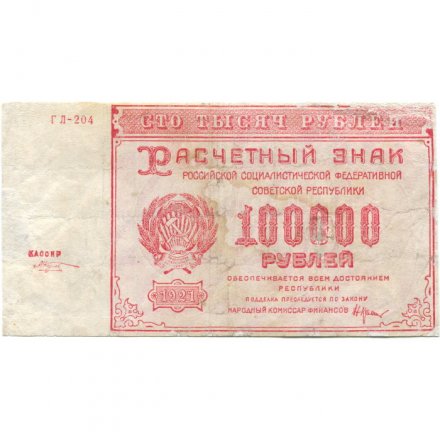 ГЛ-204
СТО ТЫСЯЧ РУБЛЕЙ
РАСЧЕТНЫЙ ЗНАК
РОССИЙСКОЙ СОЦИАЛИСТИЧЕСКОЙ ФЕДЕРАТИВНОЙ
СОВЕТСКОЙ РЕСПУБЛИКИ
100000
РУБЛЕЙ
ОБЕСПЕЧИВАЕТСЯ ВСЕМ ДОСТОЯНИЕМ
РЕСПУБЛИКИ
ПОДДЕЛКА ПРЕСЛЕДУЕТСЯ ПО ЗАКОНУ
НАРОДНЫЙ КОМИССАР ФИНАНСОВ
1921
КАССИР